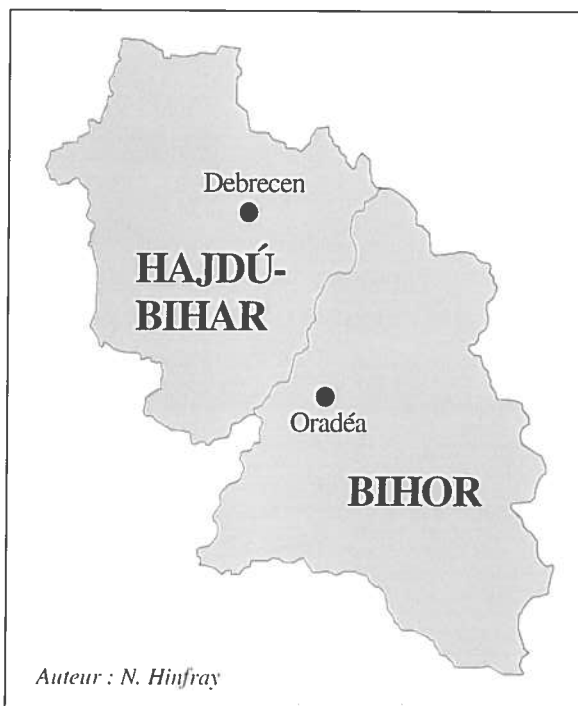 Debrecen
HAJDÚ-
BIHAR
Oradéa
BIHOR
Auteur : N. Hinfray